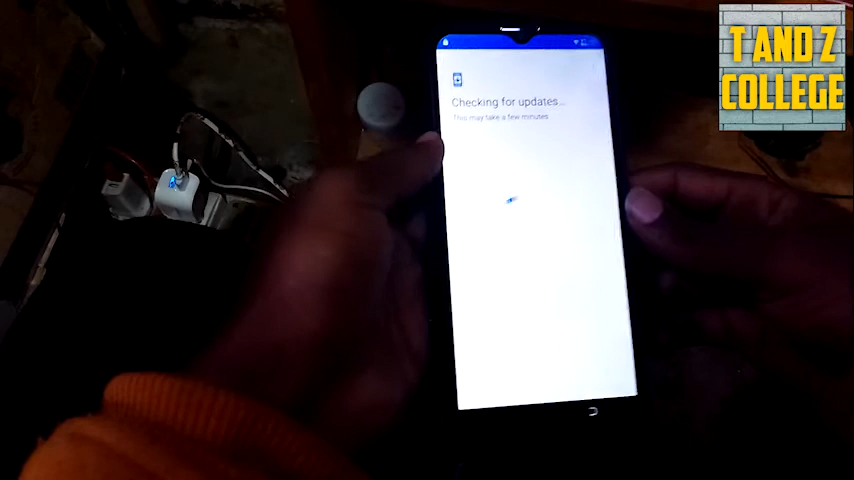 T AND Z
COLLEGE
Checking for updates...
This may take a few minutes